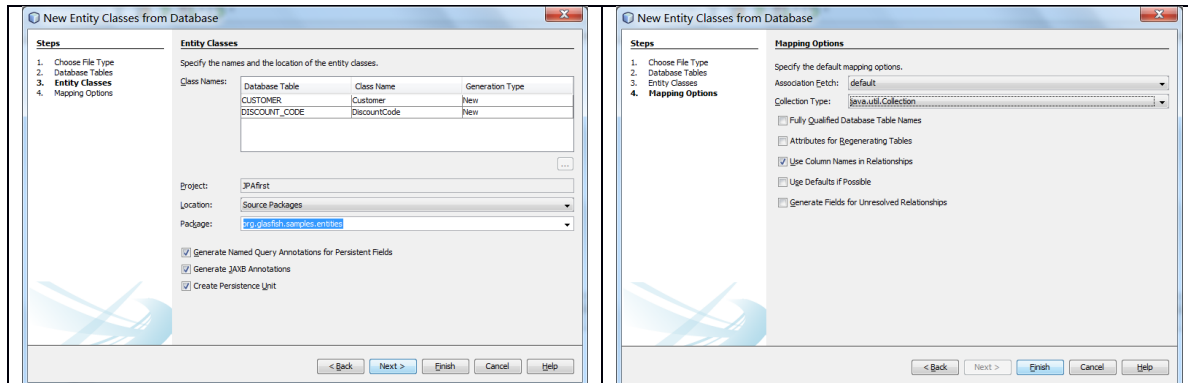 New Entity Classes from Database
Steps
1. Choose File Type
2. Database Tables
3. Entity Classes
4. Mapping Options
Entity Classes
Specify the names and the location of the entity classes.
Class Names:
Database Table Class Name Generation Type
CUSTOMER Customer New
DISCOUNT_CODE DiscountCode New
...
Project: JPAfirst
Location: Source Packages
Package: org.glasfish.samples.entities
Generate Named Query Annotations for Persistent Fields
Generate JAXB Annotations
Create Persistence Unit
< Back Next > Finish Cancel Help
New Entity Classes from Database
Steps
1. Choose File Type
2. Database Tables
3. Entity Classes
4. Mapping Options
Mapping Options
Specify the default mapping options.
Association Fetch: default
Collection Type: java.util.Collection
Fully Qualified Database Table Names
Attributes for Regenerating Tables
Use Column Names in Relationships
Use Defaults if Possible
Generate Fields for Unresolved Relationships
< Back Next > Finish Cancel Help